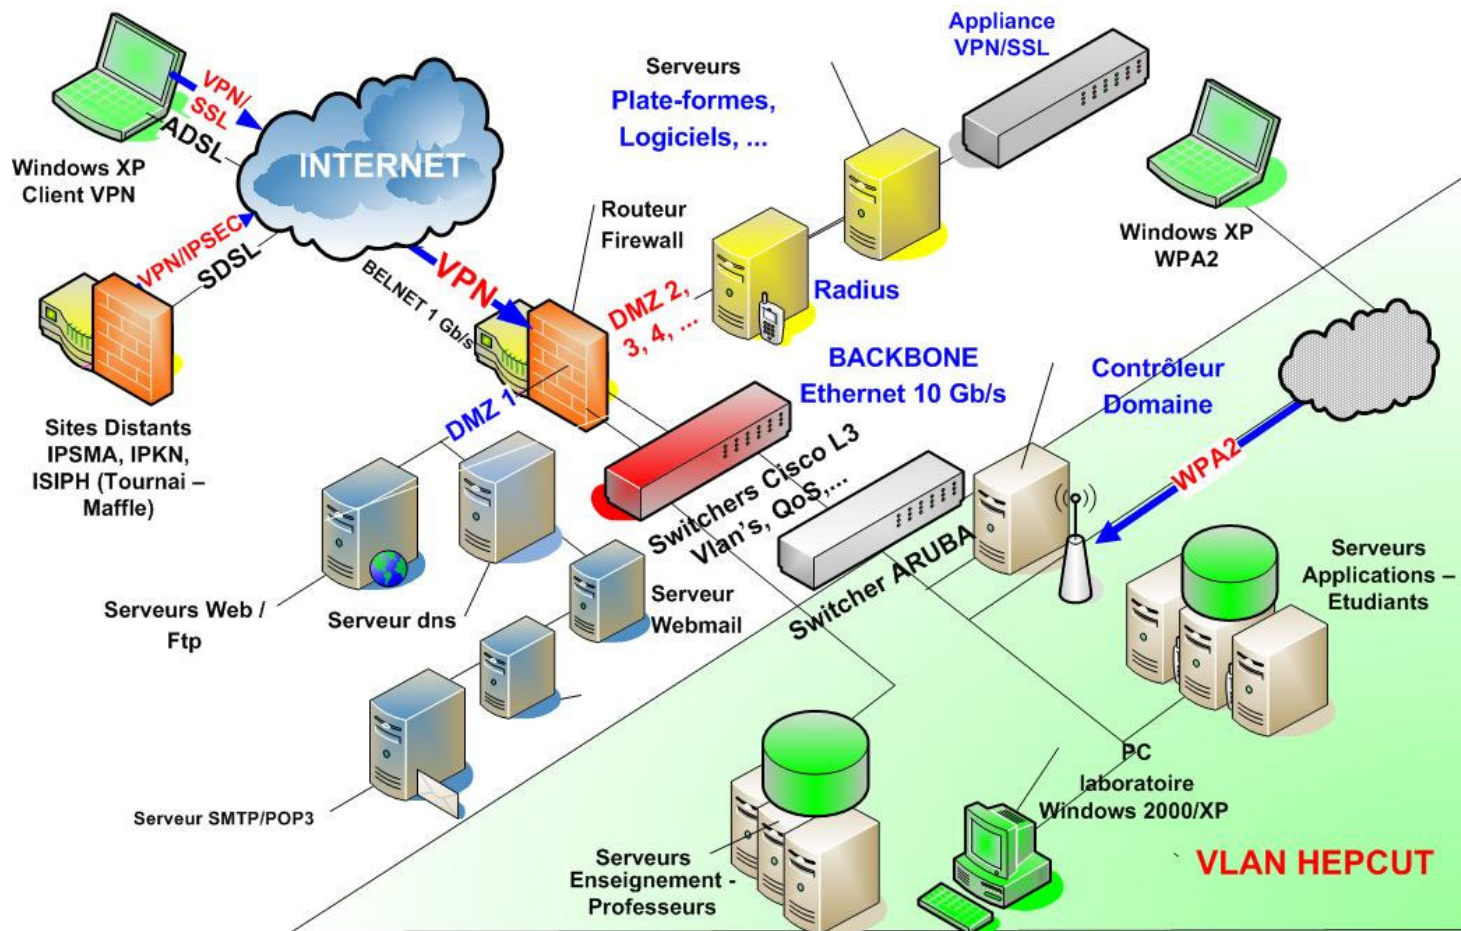 Appliance
VPN/SSL
Serveurs
Plate-formes,
Logiciels, ...
VPN/
SSL
ADSL
INTERNET
Windows XP
Client VPN
Routeur
Firewall
Windows XP
WPA2
VPN/IPSEC
SDSL
VPN
BELNET 1 Gb/s
DMZ 2,
3, 4, ...
Radius
BACKBONE
Ethernet 10 Gb/s
Contrôleur
Domaine
DMZ 1
Sites Distants
IPSMA, IPKN,
ISIPH (Tournai –
Maffle)
WPA2
Switchers Cisco L3
Vlan's, QoS,...
Switcher ARUBA
Serveurs
Applications –
Etudiants
Serveurs Web /
Ftp
Serveur dns
Serveur
Webmail
Serveur SMTP/POP3
PC
laboratoire
Windows 2000/XP
Serveurs
Enseignement -
Professeurs
` VLAN HEPCUT